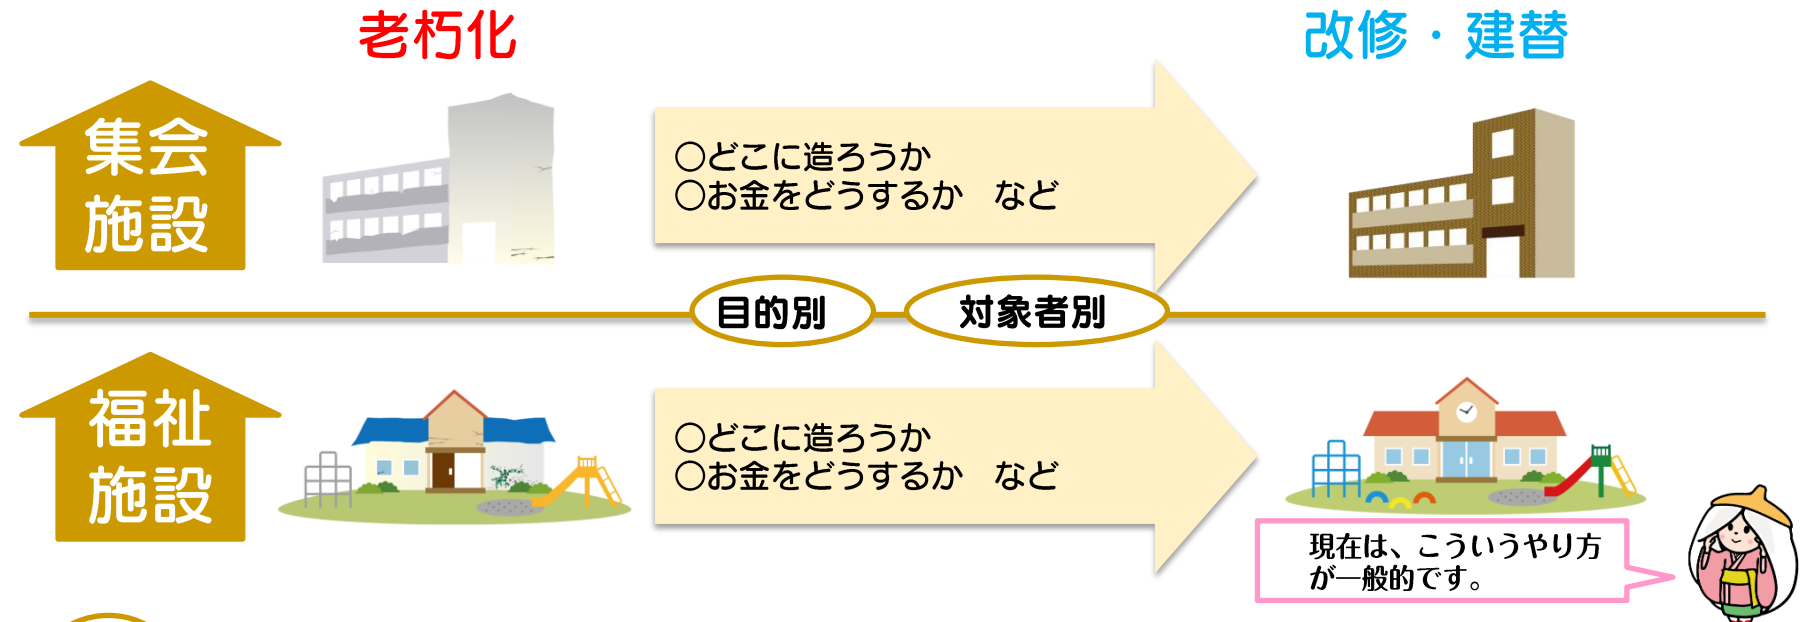 老朽化
改修・建替
集会
施設
○どこに造ろうか
○お金をどうするか　など
目的別
対象者別
福祉
施設
○どこに造ろうか
○お金をどうするか　など
現在は、こういうやり方
が一般的です。